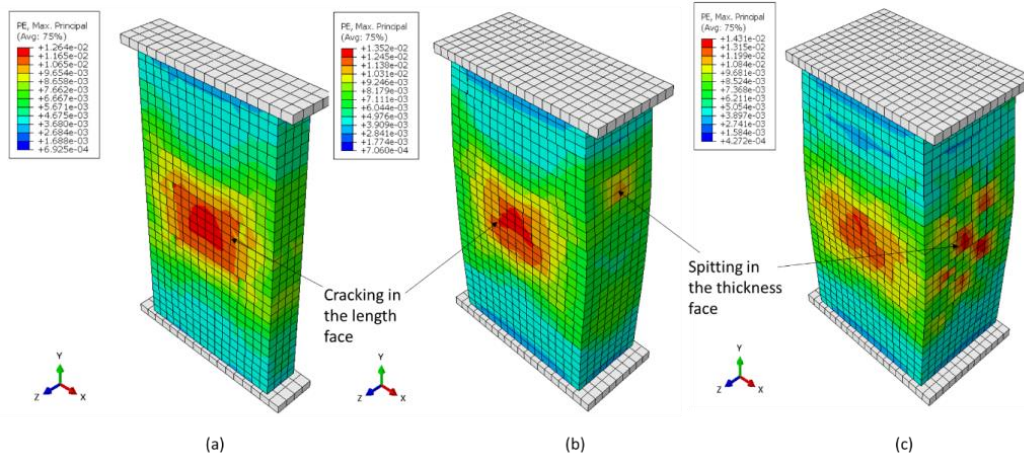 PE, Max. Principal
(Avg: 75%)
+1.264e-02
+1.165e-02
+1.065e-02
+9.654e-03
+8.658e-03
+7.662e-03
+6.667e-03
+5.671e-03
+4.675e-03
+3.680e-03
+2.684e-03
+1.688e-03
+6.925e-04
PE, Max. Principal
(Avg: 75%)
+1.352e-02
+1.245e-02
+1.138e-02
+1.031e-02
+9.246e-03
+8.179e-03
+7.111e-03
+6.044e-03
+4.976e-03
+3.909e-03
+2.841e-03
+1.774e-03
+7.060e-04
PE, Max. Principal
(Avg: 75%)
+1.431e-02
+1.315e-02
+1.199e-02
+1.084e-02
+9.681e-03
+8.524e-03
+7.368e-03
+6.211e-03
+5.054e-03
+3.897e-03
+2.741e-03
+1.584e-03
+4.272e-04
Cracking in
the length
face
Spitting in
the thickness
face
Y
Z
X
Y
Z
X
Y
Z
X
(a)
(b)
(c)